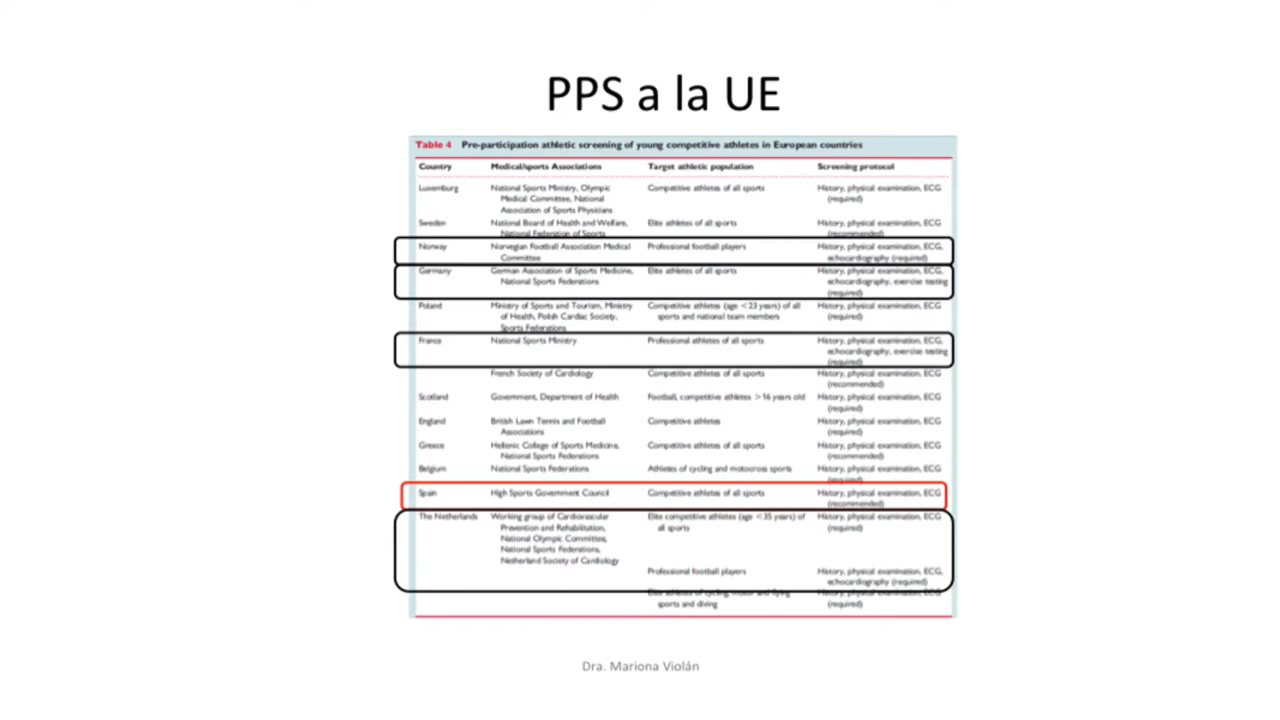 PPS a la UE
Table 4 Pre-participation athletic screening of young competitive athletes in European countries
Country Medical/sports Associations Target athletic population Screening protocol
Luxemburg National Sports Ministry, Olympic Competitive athletes of all sports History, physical examination, ECG
Medical Committee, National (required)
Association of Sports Physicians
Sweden National Board of Health and Welfare, Elite athletes of all sports History, physical examination, ECG
National Federation of Sports (recommended)
Norway Norwegian Football Association Medical Professional football players History, physical examination, ECG,
Committee echocardiography (required)
Germany German Association of Sports Medicine, Elite athletes of all sports History, physical examination, ECG,
National Sports Federations echocardiography, exercise testing
(required)
Poland Ministry of Sports and Tourism, Ministry Competitive athletes (age <23 years) of all History, physical examination, ECG
of Health, Polish Cardiac Society, sports and national team members (required)
Sports Federations
France National Sports Ministry Professional athletes of all sports History, physical examination, ECG,
echocardiography, exercise testing
(required)
French Society of Cardiology Competitive athletes of all sports History, physical examination, ECG
(recommended)
Scotland Government, Department of Health Football, competitive athletes >16 years old History, physical examination, ECG
(required)
England British Lawn Tennis and Football Competitive athletes History, physical examination, ECG
Associations (required)
Greece Hellenic College of Sports Medicine, Competitive athletes of all sports History, physical examination, ECG
National Sports Federations (recommended)
Belgium National Sports Federations Athletes of cycling and motocross sports History, physical examination, ECG
(required)
Spain High Sports Government Council Competitive athletes of all sports History, physical examination, ECG
(recommended)
The Netherlands Working group of Cardiovascular Elite competitive athletes (age <35 years) of History, physical examination, ECG
Prevention and Rehabilitation, all sports (required)
National Olympic Committee,
National Sports Federations,
Netherland Society of Cardiology
Professional football players History, physical examination, ECG,
echocardiography (required)
Elite athletes of cycling, motor and flying History, physical examination, ECG
sports and diving (required)
Dra. Mariona Violán